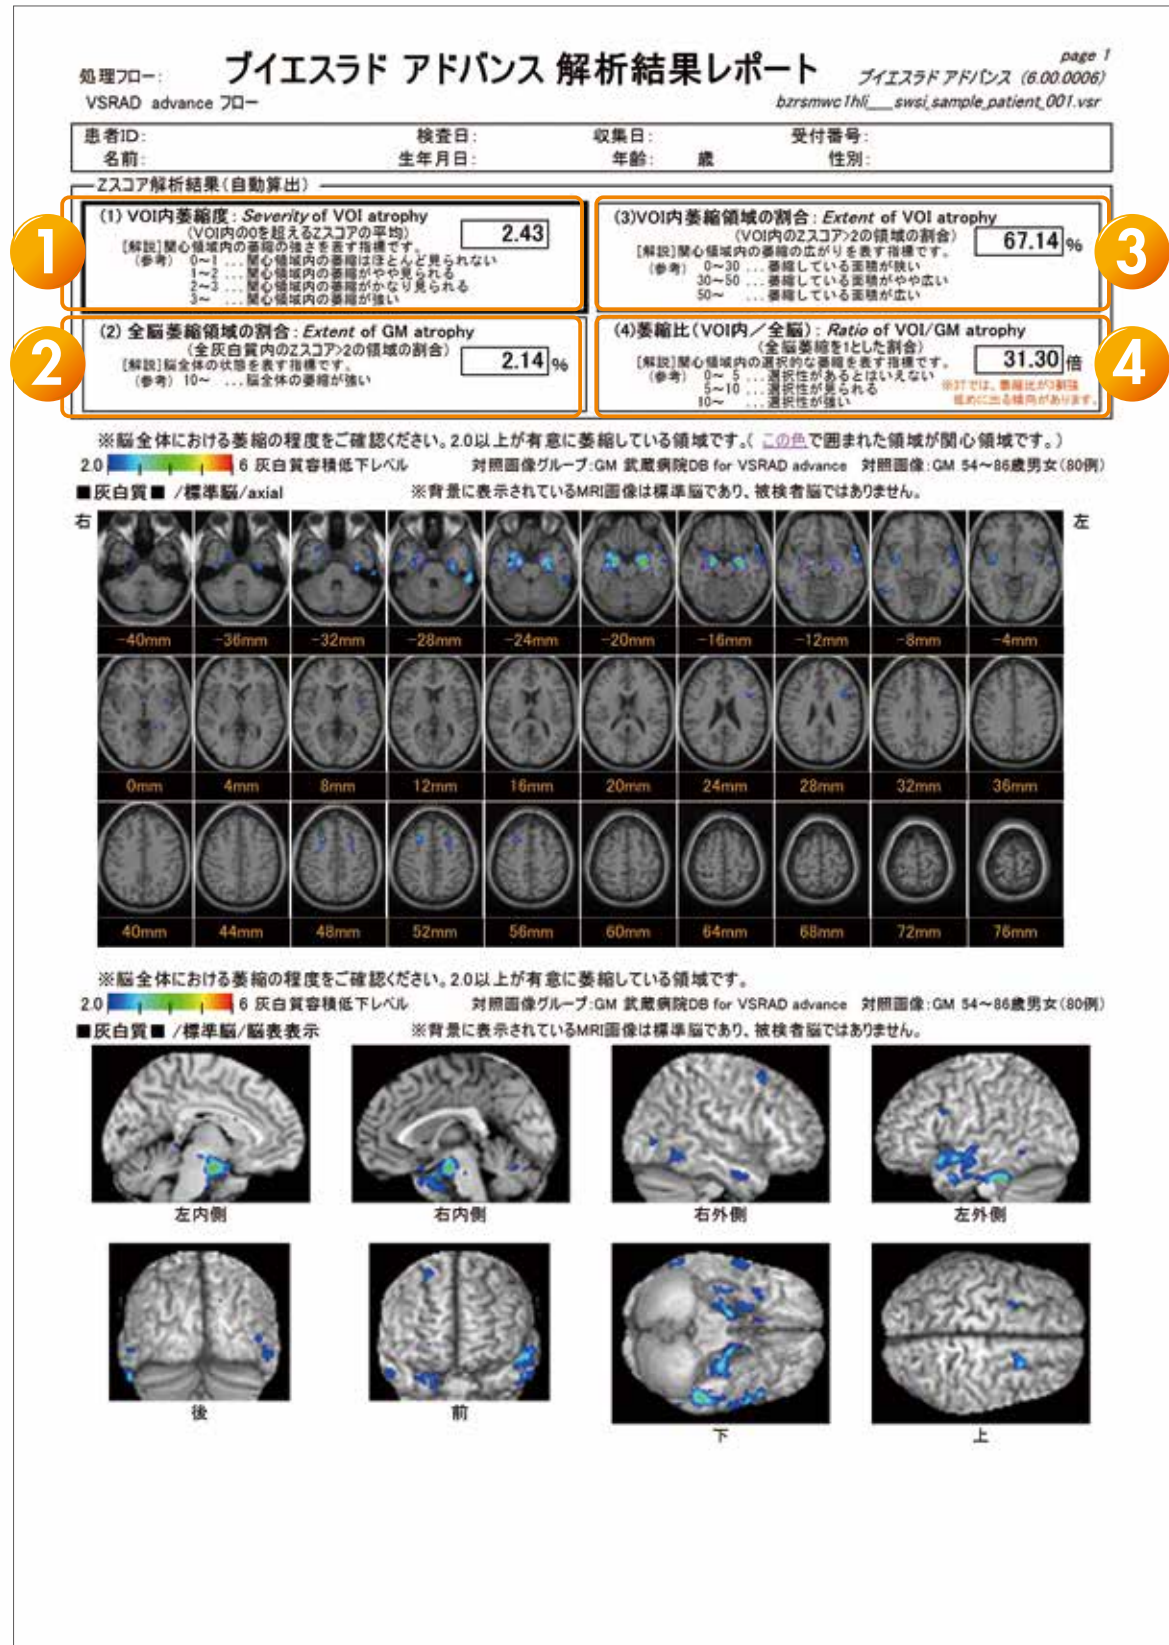 page 1
処理フロー:
ブイエスラド アドバンス 解析結果レポート
ブイエスラド アドバンス (6.00.0006)
VSRAD advance フロー
bzrsmwc1hli___swsi_sample_patient_001.vsr
患者ID: 検査日: 収集日: 受付番号:
名前: 生年月日: 年齢: 歳 性別:
Zスコア解析結果(自動算出)
1
(1) VOI内萎縮度: Severity of VOI atrophy
(VOI内の0を超えるZスコアの平均)
2.43
[解説]関心領域内の萎縮の強さを表す指標です。
(参考) 0~1 ... 関心領域内の萎縮はほとんど見られない
1~2 ... 関心領域内の萎縮がやや見られる
2~3 ... 関心領域内の萎縮がかなり見られる
3~ ... 関心領域内の萎縮が強い
3
(3)VOI内萎縮領域の割合: Extent of VOI atrophy
(VOI内のZスコア>2の領域の割合)
67.14 %
[解説]関心領域内の萎縮の広がりを表す指標です。
(参考) 0~30 ... 萎縮している面積が狭い
30~50 ... 萎縮している面積がやや広い
50~ ... 萎縮している面積が広い
2
(2) 全脳萎縮領域の割合: Extent of GM atrophy
(全灰白質内のZスコア>2の領域の割合)
2.14 %
[解説]脳全体の状態を表す指標です。
(参考) 10~ ...脳全体の萎縮が強い
4
(4)萎縮比(VOI内/全脳): Ratio of VOI/GM atrophy
(全脳萎縮を1とした割合)
31.30 倍
[解説]関心領域内の選択的な萎縮を表す指標です。
(参考) 0~ 5 ... 選択性があるとはいえない
5~10 ... 選択性が見られる
10~ ... 選択性が強い
※3Tでは、萎縮比が3割強
低めに出る傾向があります。
※脳全体における萎縮の程度をご確認ください。2.0以上が有意に萎縮している領域です。( この色で囲まれた領域が関心領域です。)
2.0 6 灰白質容積低下レベル 対照画像グループ:GM 武蔵病院DB for VSRAD advance 対照画像:GM 54~86歳男女(80例)
■灰白質■ /標準脳/axial ※背景に表示されているMRI画像は標準脳であり、被検者脳ではありません。
右 左
-40mm -36mm -32mm -28mm -24mm -20mm -16mm -12mm -8mm -4mm
0mm 4mm 8mm 12mm 16mm 20mm 24mm 28mm 32mm 36mm
40mm 44mm 48mm 52mm 56mm 60mm 64mm 68mm 72mm 76mm
※脳全体における萎縮の程度をご確認ください。2.0以上が有意に萎縮している領域です。
2.0 6 灰白質容積低下レベル 対照画像グループ:GM 武蔵病院DB for VSRAD advance 対照画像:GM 54~86歳男女(80例)
■灰白質■ /標準脳/脳表表示 ※背景に表示されているMRI画像は標準脳であり、被検者脳ではありません。
左内側 右内側 右外側 左外側
後 前 下 上